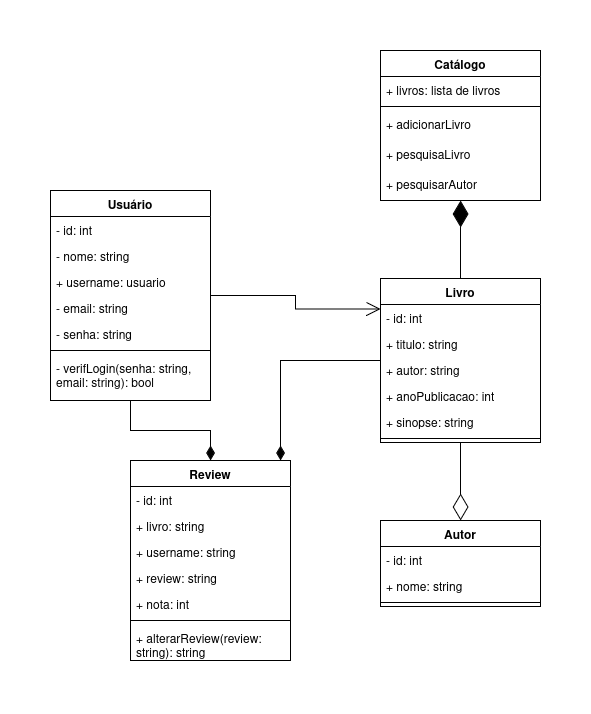 Catálogo
+ livros: lista de livros
+ adicionarLivro
+ pesquisaLivro
+ pesquisarAutor
Usuário
- id: int
- nome: string
+ username: usuario
- email: string
- senha: string
- verifLogin(senha: string,
email: string): bool
Livro
- id: int
+ titulo: string
+ autor: string
+ anoPublicacao: int
+ sinopse: string
Review
- id: int
+ livro: string
+ username: string
+ review: string
+ nota: int
+ alterarReview(review:
string): string
Autor
- id: int
+ nome: string